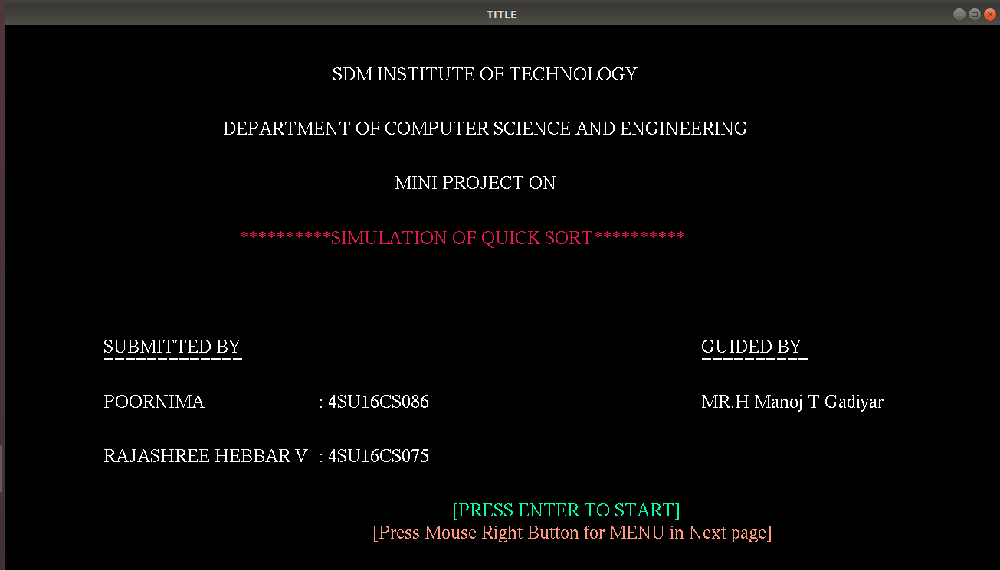 TITLE
SDM INSTITUTE OF TECHNOLOGY
DEPARTMENT OF COMPUTER SCIENCE AND ENGINEERING
MINI PROJECT ON
**********SIMULATION OF QUICK SORT**********
SUBMITTED BY GUIDED BY
POORNIMA : 4SU16CS086 MR.H Manoj T Gadiyar
RAJASHREE HEBBAR V : 4SU16CS075
[PRESS ENTER TO START]
[Press Mouse Right Button for MENU in Next page]